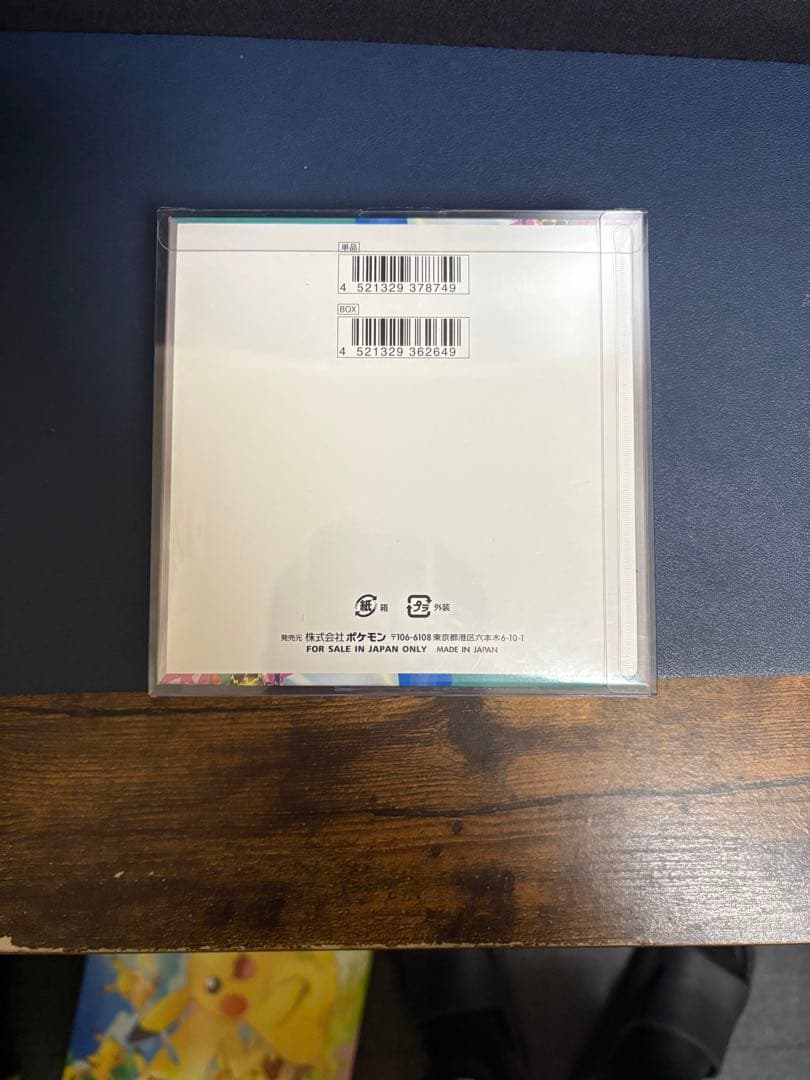 単品
4 521329 378749
BOX
4 521329 362649
紙 箱 プラ 外装
発売元 株式会社ポケモン 〒106-6108 東京都港区六本木6-10-1
FOR SALE IN JAPAN ONLY MADE IN JAPAN